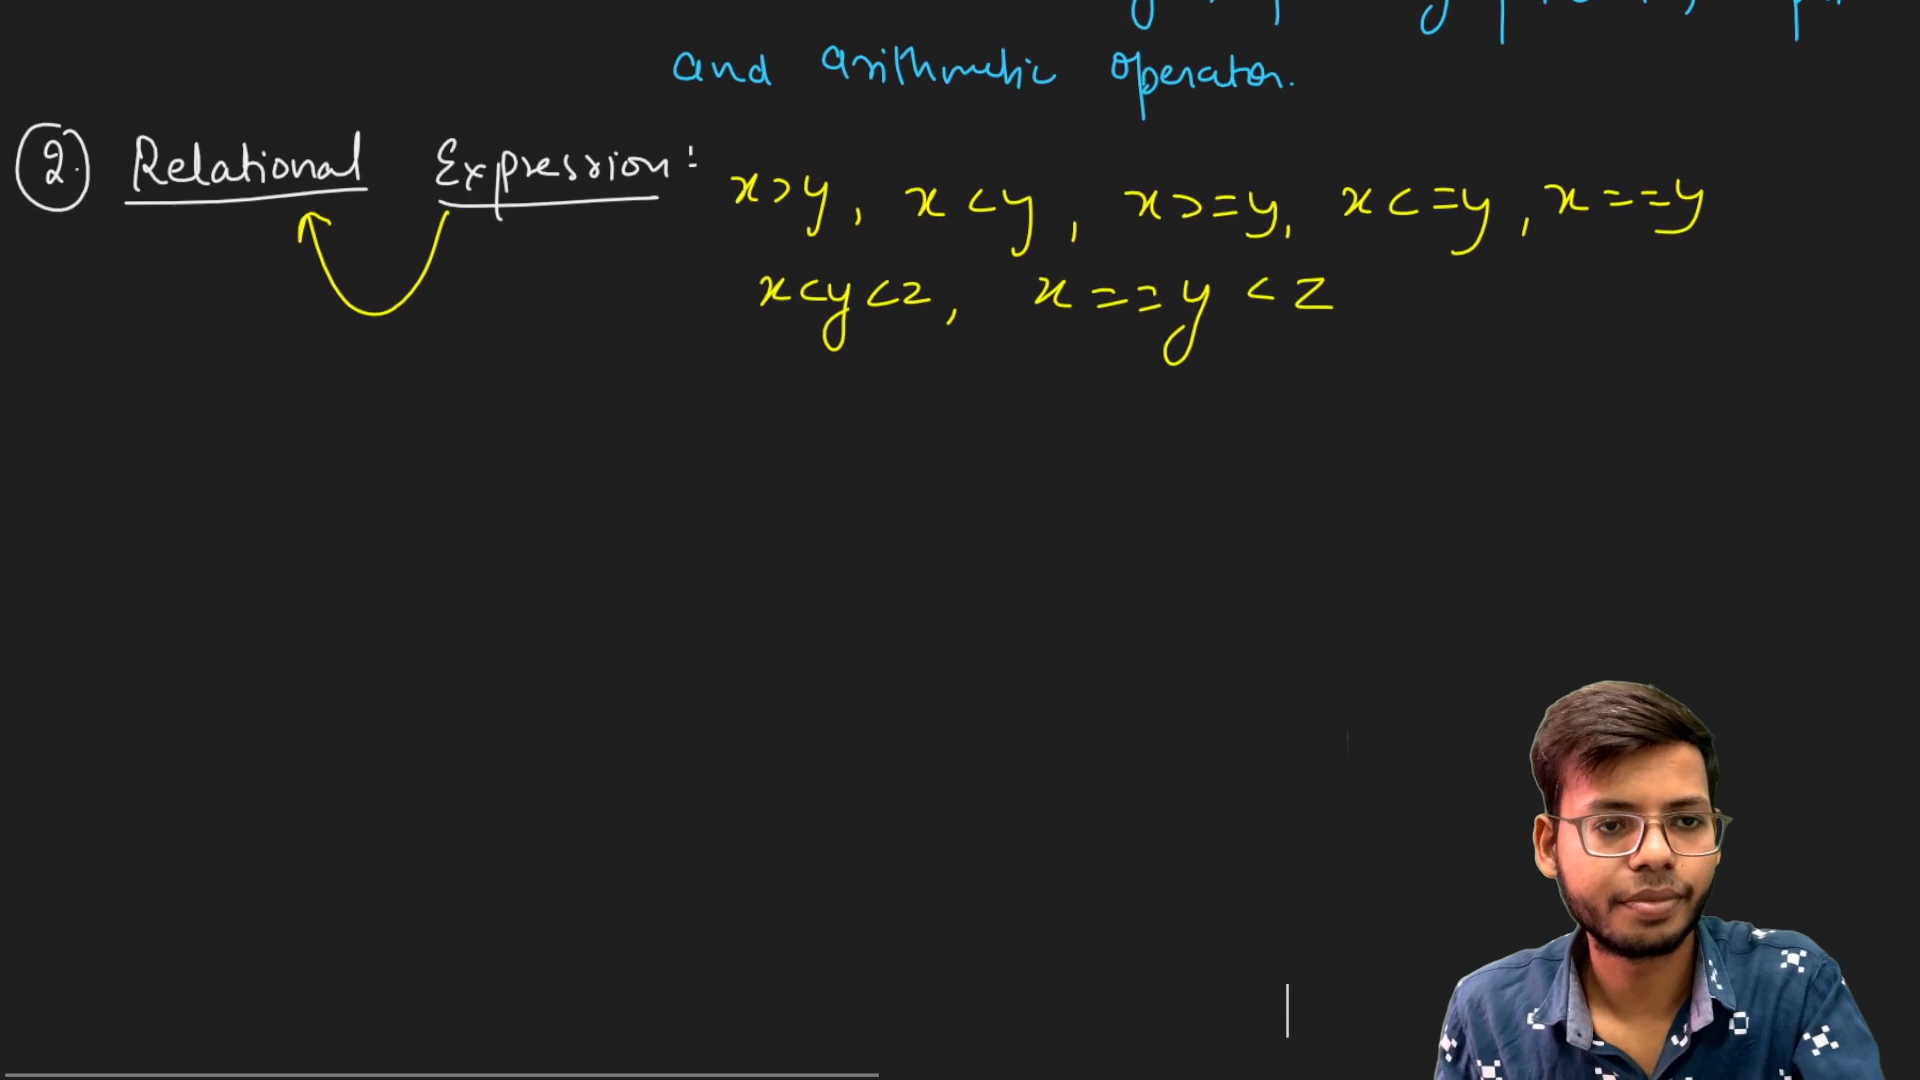 and arithmetic operator.
2. Relational Expression:
x>y, x<y, x>=y, x<=y, x==y
x<y<z, x==y<z